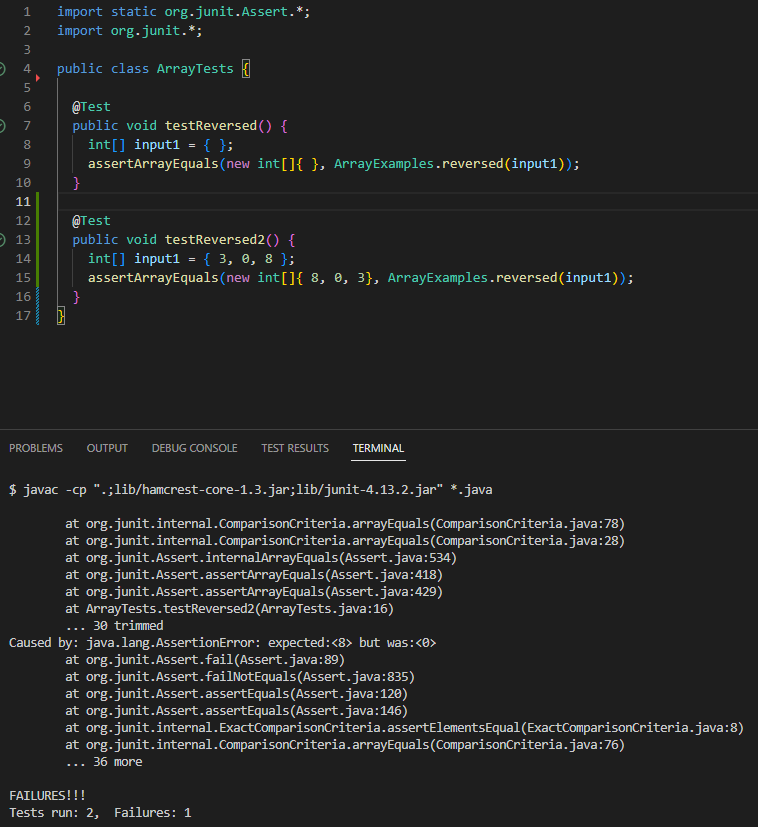 1 import static org.junit.Assert.*;
2 import org.junit.*;
3
4 public class ArrayTests {
5
6 @Test
7 public void testReversed() {
8 int[] input1 = { };
9 assertArrayEquals(new int[]{ }, ArrayExamples.reversed(input1));
10 }
11
12 @Test
13 public void testReversed2() {
14 int[] input1 = { 3, 0, 8 };
15 assertArrayEquals(new int[]{ 8, 0, 3}, ArrayExamples.reversed(input1));
16 }
17 }
PROBLEMS OUTPUT DEBUG CONSOLE TEST RESULTS TERMINAL
$ javac -cp ".;lib/hamcrest-core-1.3.jar;lib/junit-4.13.2.jar" *.java
at org.junit.internal.ComparisonCriteria.arrayEquals(ComparisonCriteria.java:78)
at org.junit.internal.ComparisonCriteria.arrayEquals(ComparisonCriteria.java:28)
at org.junit.Assert.internalArrayEquals(Assert.java:534)
at org.junit.Assert.assertArrayEquals(Assert.java:418)
at org.junit.Assert.assertArrayEquals(Assert.java:429)
at ArrayTests.testReversed2(ArrayTests.java:16)
... 30 trimmed
Caused by: java.lang.AssertionError: expected:<8> but was:<0>
at org.junit.Assert.fail(Assert.java:89)
at org.junit.Assert.failNotEquals(Assert.java:835)
at org.junit.Assert.assertEquals(Assert.java:120)
at org.junit.Assert.assertEquals(Assert.java:146)
at org.junit.internal.ExactComparisonCriteria.assertElementsEqual(ExactComparisonCriteria.java:8)
at org.junit.internal.ComparisonCriteria.arrayEquals(ComparisonCriteria.java:76)
... 36 more
FAILURES!!!
Tests run: 2,  Failures: 1